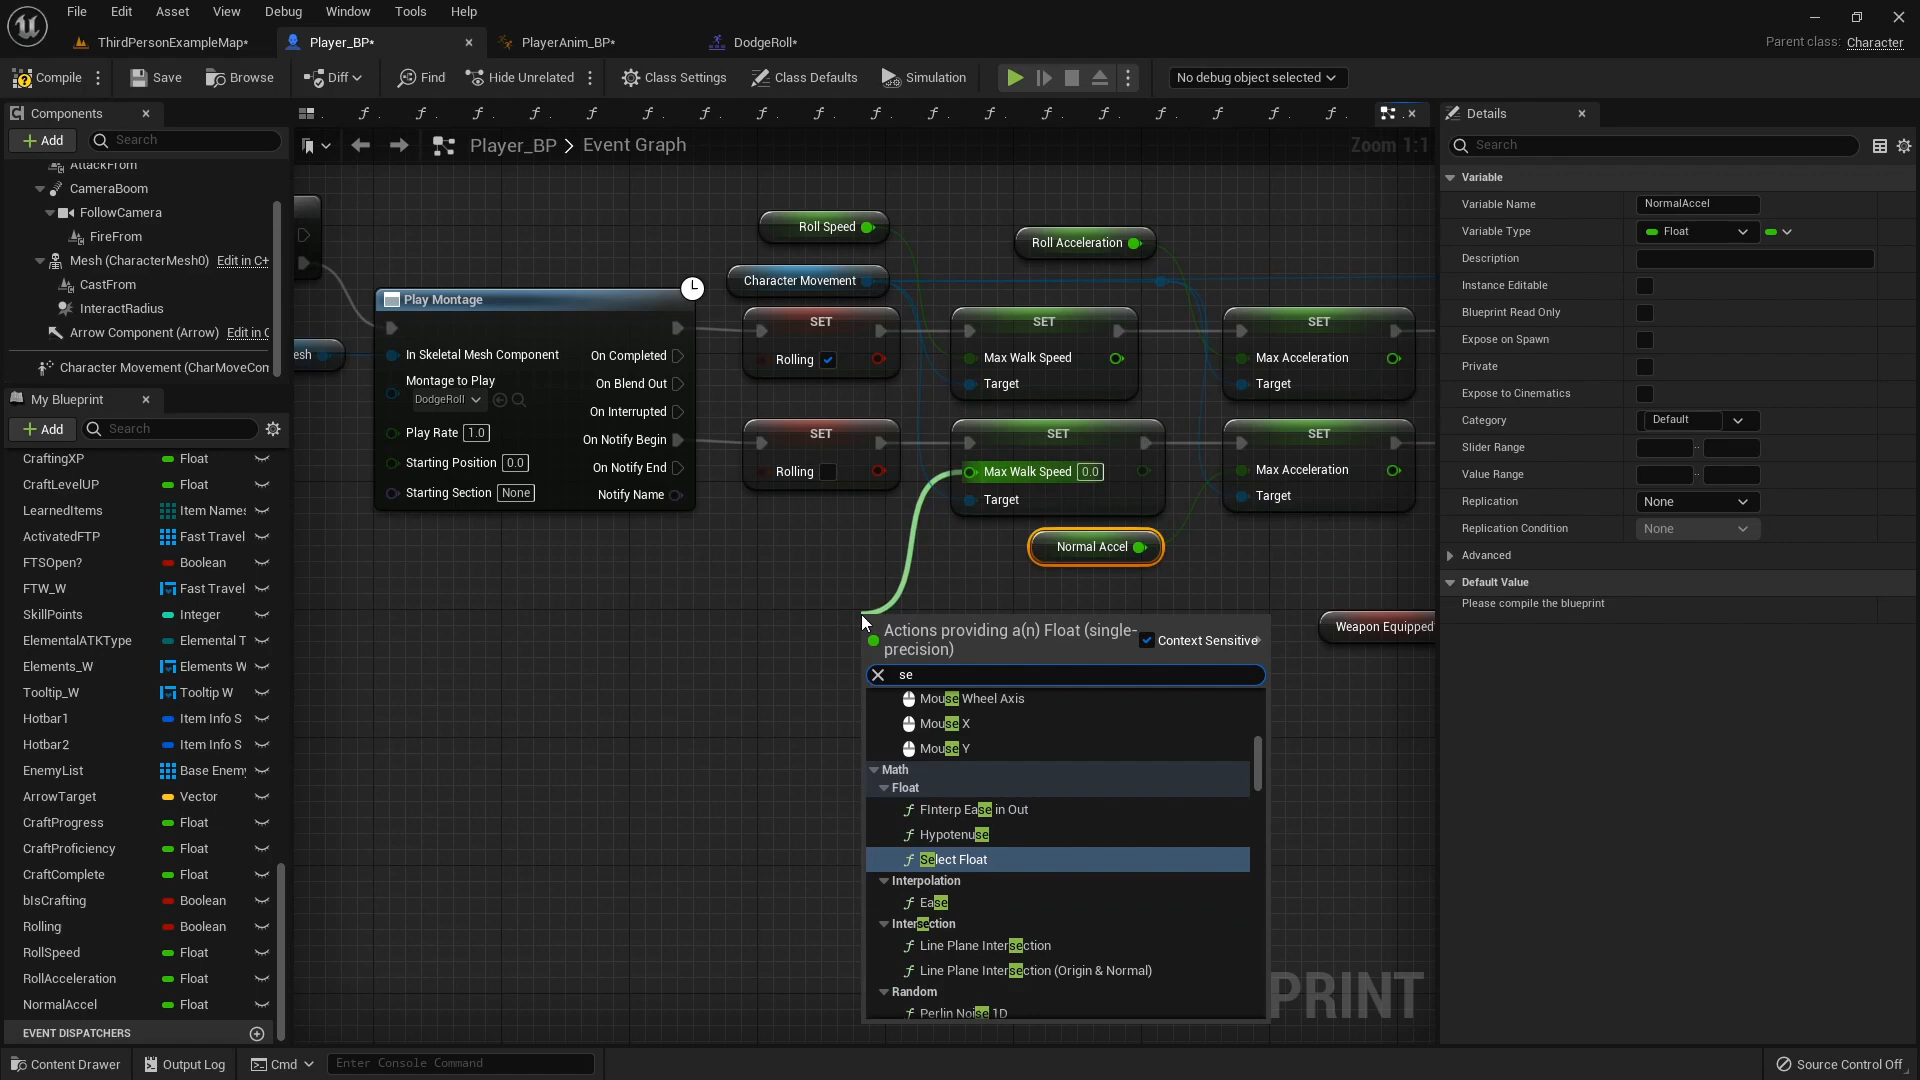 File Edit Asset View Debug Window Tools Help
ThirdPersonExampleMap* Player_BP* PlayerAnim_BP* DodgeRoll*
Parent class: Character
Compile Save Browse Diff Find Hide Unrelated Class Settings Class Defaults Simulation No debug object selected
Components
Add Search
AttackFrom
CameraBoom
FollowCamera
FireFrom
Mesh (CharacterMesh0) Edit in C+
CastFrom
InteractRadius
Arrow Component (Arrow) Edit in C
Character Movement (CharMoveCon
My Blueprint
Add Search
CraftingXP Float
CraftLevelUP Float
LearnedItems Item Names
ActivatedFTP Fast Travel
FTSOpen? Boolean
FTW_W Fast Travel
SkillPoints Integer
ElementalATKType Elemental T
Elements_W Elements W
Tooltip_W Tooltip W
Hotbar1 Item Info S
Hotbar2 Item Info S
EnemyList Base Enemy
ArrowTarget Vector
CraftProgress Float
CraftProficiency Float
CraftComplete Float
bIsCrafting Boolean
Rolling Boolean
RollSpeed Float
RollAcceleration Float
NormalAccel Float
EVENT DISPATCHERS
Player_BP > Event Graph
Zoom 1:1
Roll Speed
Roll Acceleration
Character Movement
esh
Play Montage
In Skeletal Mesh Component On Completed
Montage to Play
DodgeRoll
On Blend Out
On Interrupted
Play Rate 1.0
On Notify Begin
Starting Position 0.0
On Notify End
Starting Section None
Notify Name
SET
Rolling
SET
Max Walk Speed
Target
SET
Max Acceleration
Target
SET
Rolling
SET
Max Walk Speed 0.0
Target
SET
Max Acceleration
Target
Normal Accel
Weapon Equipped
Actions providing a(n) Float (single-
precision)
Context Sensitive
se
Mouse Wheel Axis
Mouse X
Mouse Y
Math
Float
FInterp Ease in Out
Hypotenuse
Select Float
Interpolation
Ease
Intersection
Line Plane Intersection
Line Plane Intersection (Origin & Normal)
Random
Perlin Noise 1D
PRINT
Details
Search
Variable
Variable Name NormalAccel
Variable Type Float
Description
Instance Editable
Blueprint Read Only
Expose on Spawn
Private
Expose to Cinematics
Category Default
Slider Range
Value Range
Replication None
Replication Condition None
Advanced
Default Value
Please compile the blueprint
Content Drawer Output Log Cmd Enter Console Command Source Control Off